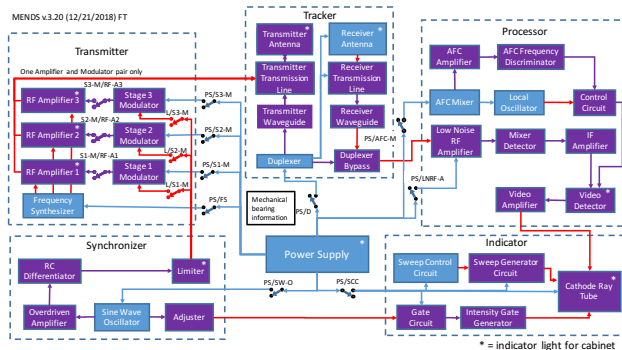 MENDS v.3.20 (12/21/2018) FT
Transmitter
One Amplifier and Modulator pair only
RF Amplifier3 *
S3-M/RF-A3
Stage 3
Modulator
L/S3-M
PS/S3-M
RF Amplifier2 *
S2-M/RF-A2
Stage 2
Modulator
L/S2-M
PS/S2-M
RF Amplifier 1 *
S1-M/RF-A1
Stage 1
Modulator
L/S1-M
PS/S1-M
Frequency
Synthesizer
PS/FS
Tracker
Transmitter
Antenna *
Receiver
Antenna *
Transmitter
Transmission
Line
Receiver
Transmission
Line
Transmitter
Waveguide
Receiver
Waveguide
PS/AFC-M
Duplexer
Duplexer
Bypass
Mechanical
bearing
information
PS/D
PS/LNRF-A
Processor
AFC
Amplifier
AFC Frequency
Discriminator
AFC Mixer
Local
Oscillator
Control
Circuit
Low Noise
RF
Amplifier
Mixer
Detector
IF
Amplifier
Video
Amplifier
Video
Detector *
Synchronizer
RC
Differentiator
Limiter *
Overdriven
Amplifier
Sine Wave
Oscillator
Adjuster
Power Supply *
PS/SW-O
PS/SCC
Indicator
Sweep Control
Circuit
Sweep Generator
Circuit
Cathode Ray
Tube *
Gate
Circuit
Intensity Gate
Generator
* = indicator light for cabinet